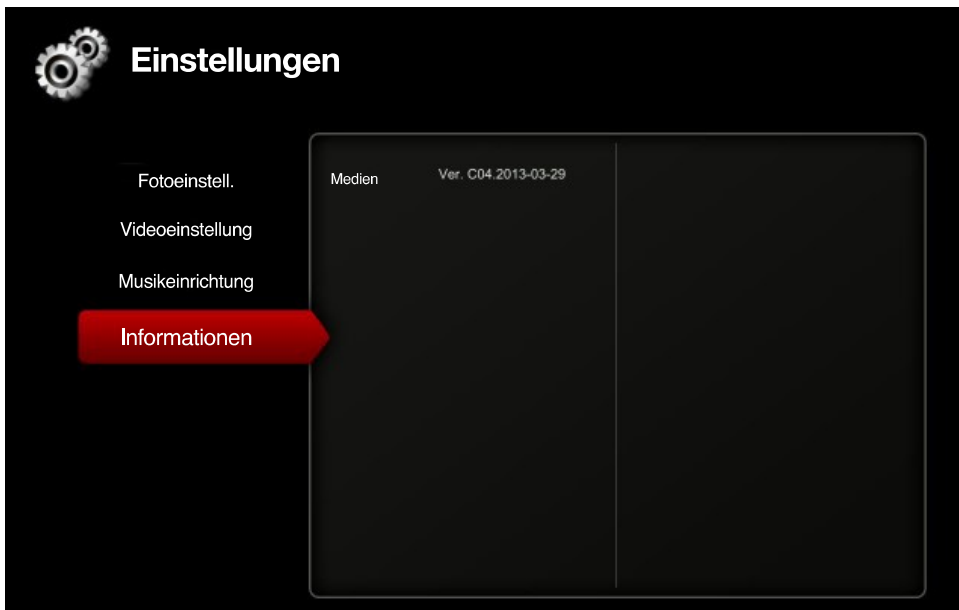 Einstellungen
Fotoeinstell.
Medien Ver. C04.2013-03-29
Videoeinstellung
Musikeinrichtung
Informationen